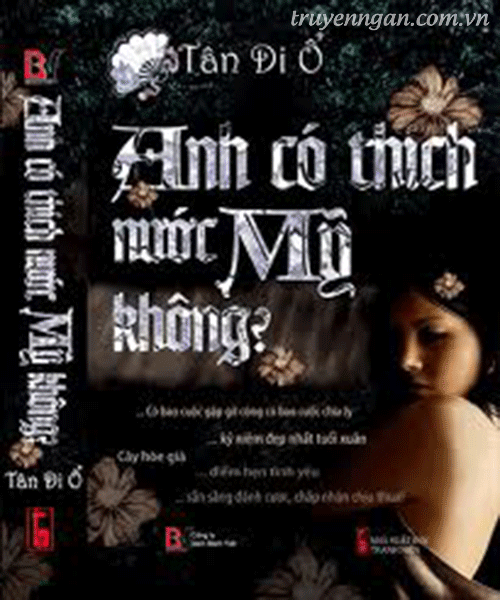 truyenngan.com.vn
Tân Di Ổ
Anh có thích
nước Mỹ
không?
... Có bao cuộc gặp gỡ cũng có bao cuộc chia ly
... kỷ niệm đẹp nhất tuổi xuân
Cây hòe già
... điểm hẹn tình yêu
... sẵn sàng đánh cược, chấp nhận chịu thua!
B
Anh có thích nước Mỹ không?
Tân Di Ổ
B